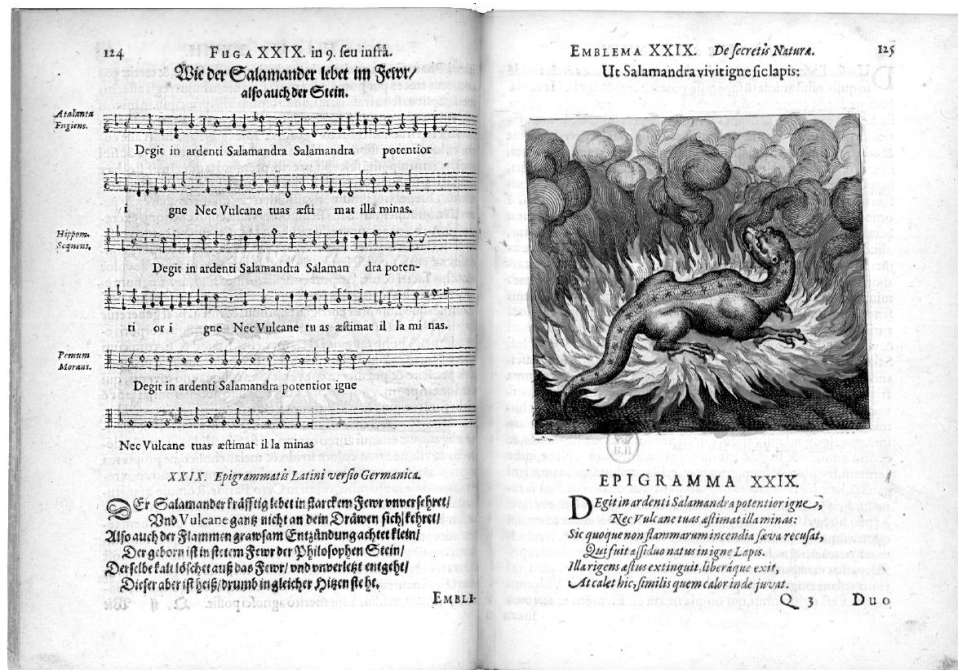 124
FUGA XXIX. in 9. seu infrà.
Wie der Salamander lebet im Fewr/
also auch der Stein.
Atalanta
Fugiens.
Degit in ardenti Salamandra Salamandra potentior
i gne Nec Vulcane tuas æsti mat illa minas.
Hippom.
Sequens.
Degit in ardenti Salamandra Salaman dra poten-
ti or i gne Nec Vulcane tu as æstimat il la mi nas.
Pomum
Morans.
Degit in ardenti Salamandra potentior igne
Nec Vulcane tuas æstimat il la minas
XXIX. Epigrammatis Latini versio Germanica.
DEr Salamander kräfftig lebet in starckem Fewr unversehret/
Und Vulcane gantz nicht an dein Dräwen sich kehret/
Also auch der Flammen grawsam Entzündung achtet klein/
Der geborn ist in stetem Fewr der Philosophen Stein/
Derselbe kalt löschet auß das Fewr/ und unverletzt entgeht/
Dieser aber ist heiß/ drumb in gleicher Hitzen stehe,
EMBLE-
EMBLEMA XXIX. De secretis Naturæ. 125
Ut Salamandra vivit igne sic lapis:
EPIGRAMMA XXIX.
DEgit in ardenti Salamandra potentior igne,
Nec Vulcane tuas æstimat illa minas:
Sic quoque non flammarum incendia sæva recusat,
Qui fuit assiduo natus in igne Lapis.
Illa rigens æstus extinguit, liberáque exit,
At calet hic, similis quem calor inde juvat.
Q 3 Duo